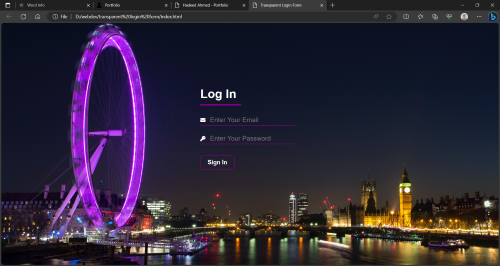 Word Info
Portfolio
Hadeed Ahmed - Portfolio
Transparent Login Form
File
D:/webdev/transparent%20login%20form/index.html
Log In
Enter Your Email
Enter Your Password
Sign In